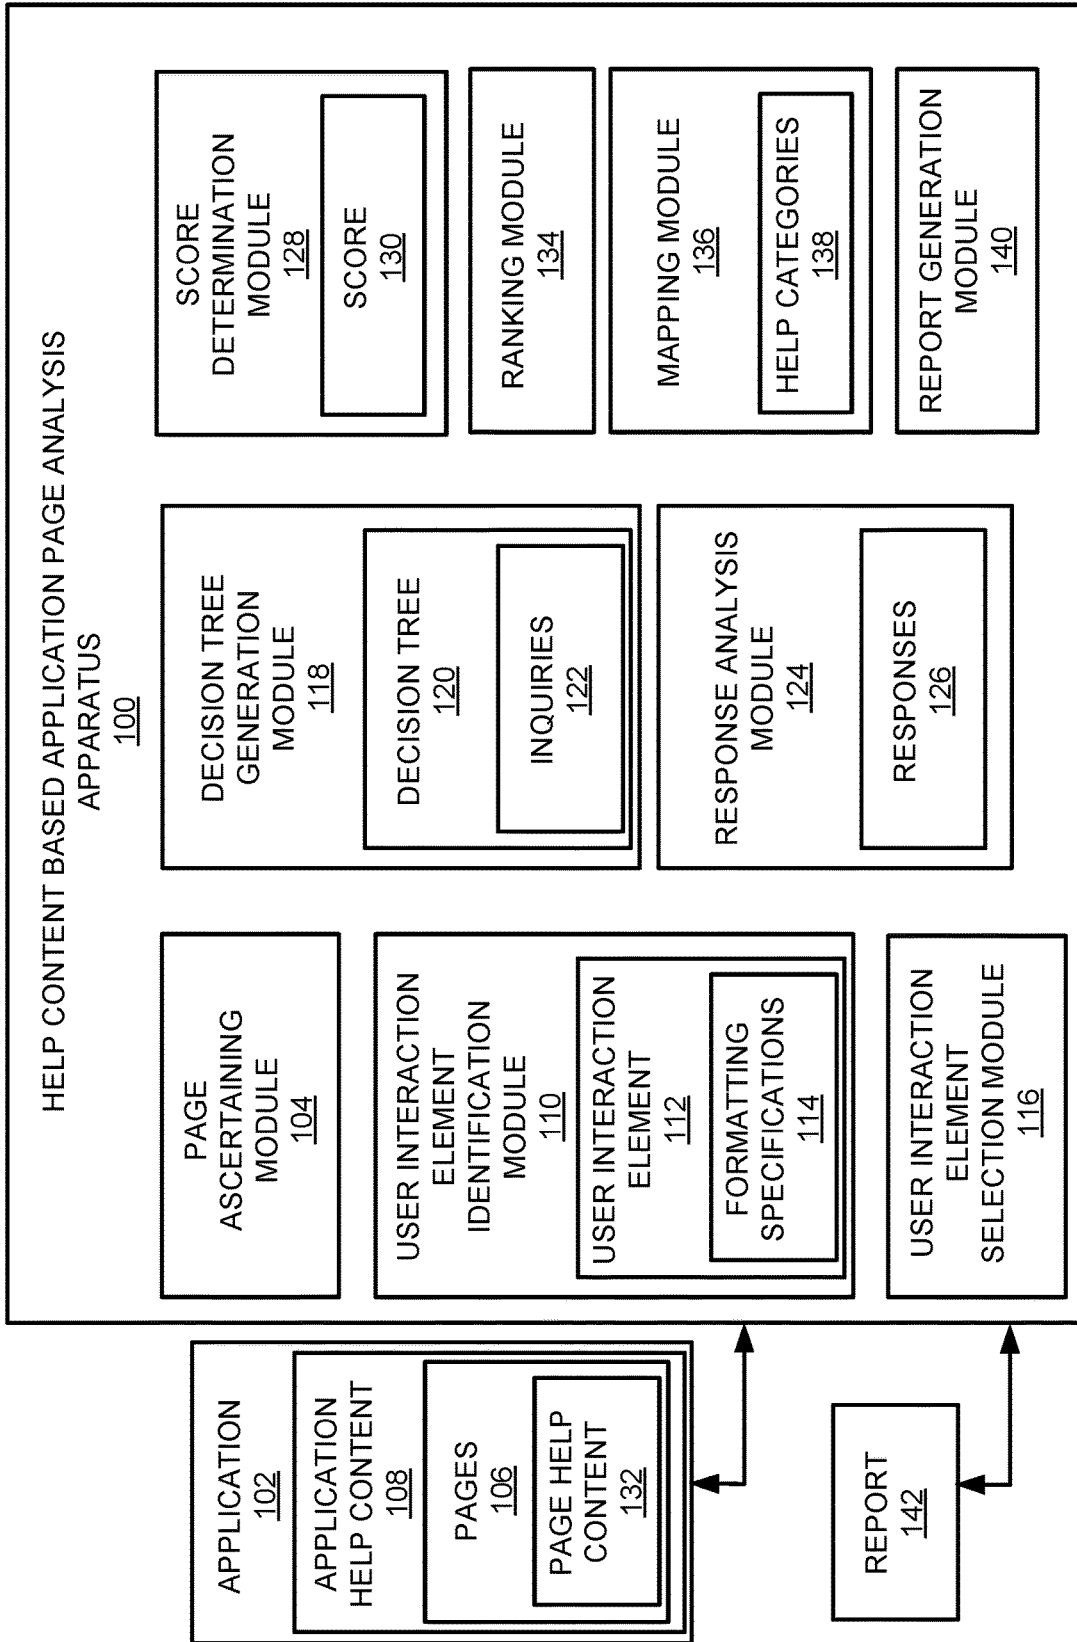 HELP CONTENT BASED APPLICATION PAGE ANALYSIS
APPARATUS
100
APPLICATION
102
APPLICATION
HELP CONTENT
108
PAGES
106
PAGE HELP
CONTENT
132
REPORT
142
PAGE
ASCERTAINING
MODULE
104
USER INTERACTION
ELEMENT
IDENTIFICATION
MODULE
110
USER INTERACTION
ELEMENT
112
FORMATTING
SPECIFICATIONS
114
USER INTERACTION
ELEMENT
SELECTION MODULE
116
DECISION TREE
GENERATION
MODULE
118
DECISION TREE
120
INQUIRIES
122
RESPONSE ANALYSIS
MODULE
124
RESPONSES
126
SCORE
DETERMINATION
MODULE
128
SCORE
130
RANKING MODULE
134
MAPPING MODULE
136
HELP CATEGORIES
138
REPORT GENERATION
MODULE
140